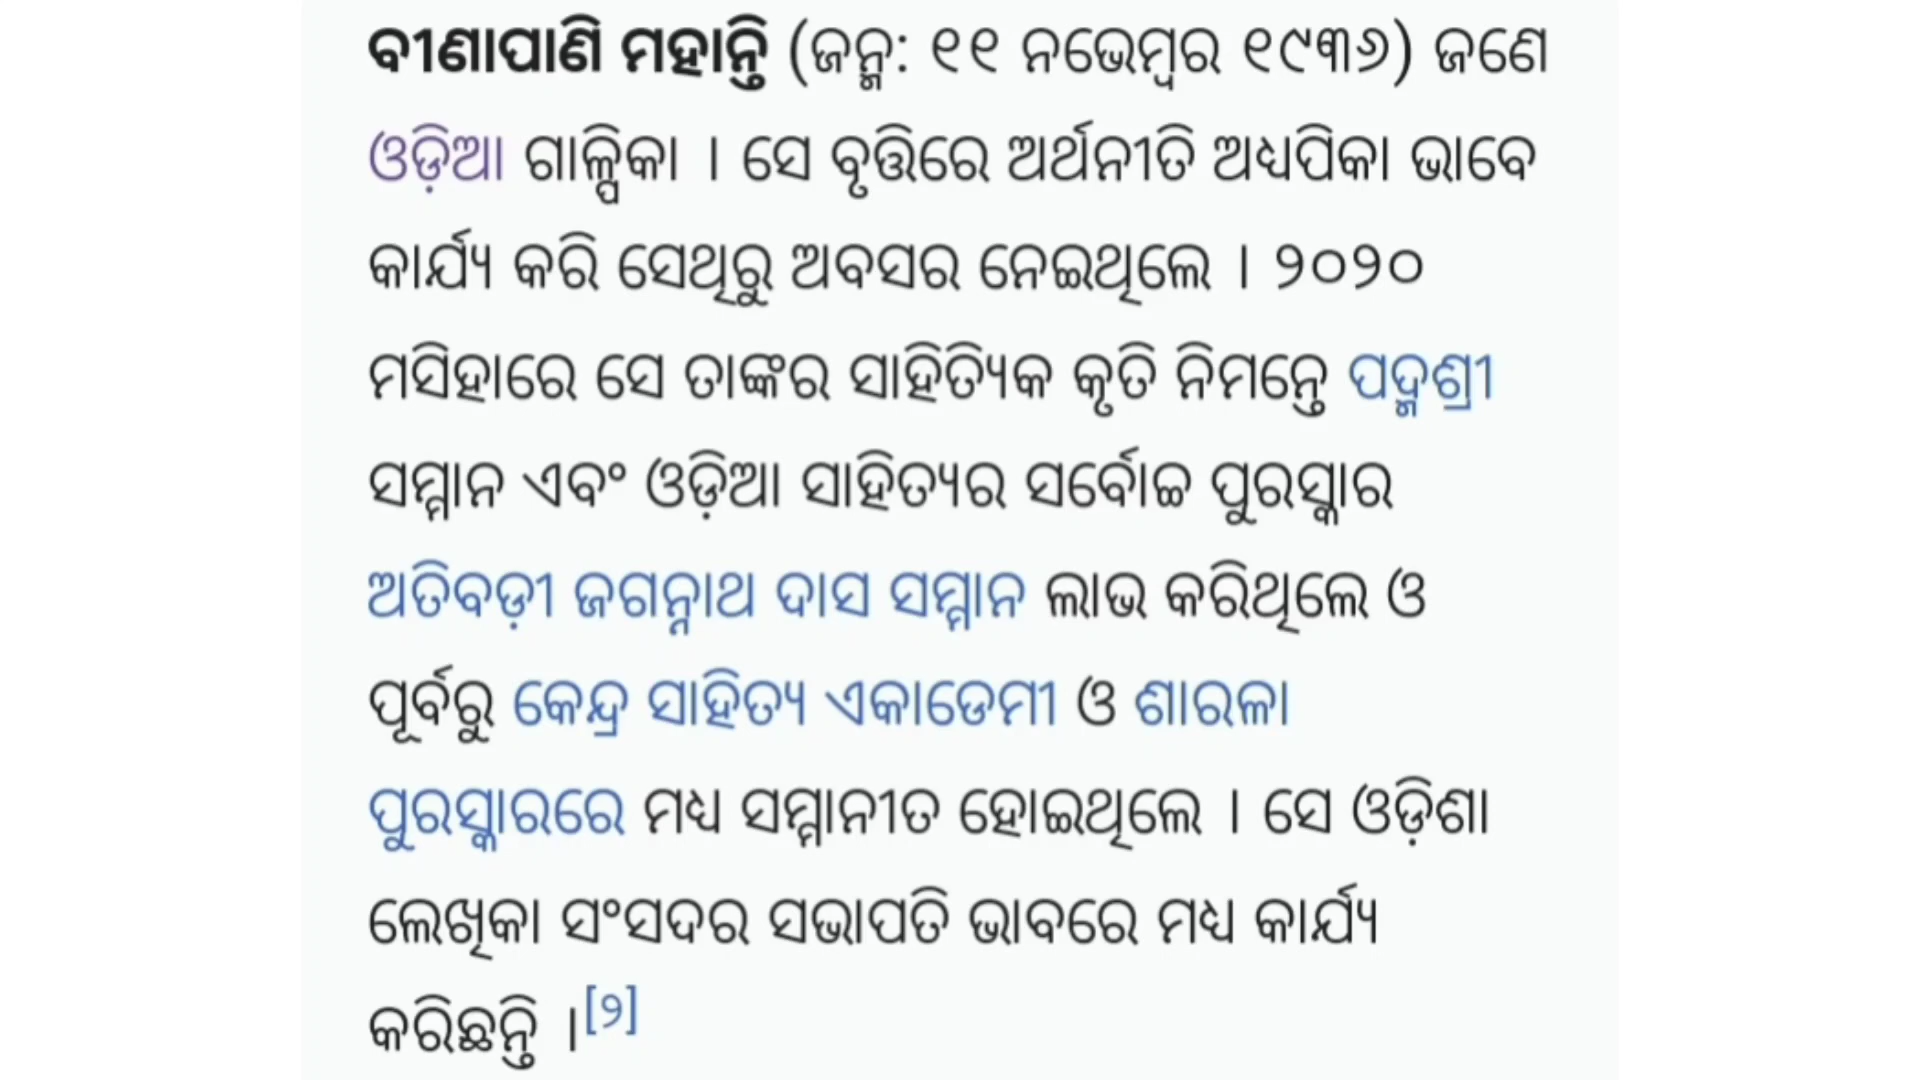 ବୀଣାପାଣି ମହାନ୍ତି (ଜନ୍ମ: ୧୧ ନଭେମ୍ବର ୧୯୩୬) ଜଣେ
ଓଡ଼ିଆ ଗାଳ୍ପିକା । ସେ ବୃତ୍ତିରେ ଅର୍ଥନୀତି ଅଧ୍ୟପିକା ଭାବେ
କାର୍ଯ୍ୟ କରି ସେଥିରୁ ଅବସର ନେଇଥିଲେ । ୨୦୨୦
ମସିହାରେ ସେ ତାଙ୍କର ସାହିତ୍ୟିକ କୃତି ନିମନ୍ତେ ପଦ୍ମଶ୍ରୀ
ସମ୍ମାନ ଏବଂ ଓଡ଼ିଆ ସାହିତ୍ୟର ସର୍ବୋଚ୍ଚ ପୁରସ୍କାର
ଅତିବଡ଼ୀ ଜଗନ୍ନାଥ ଦାସ ସମ୍ମାନ ଲାଭ କରିଥିଲେ ଓ
ପୂର୍ବରୁ କେନ୍ଦ୍ର ସାହିତ୍ୟ ଏକାଡେମୀ ଓ ଶାରଳା
ପୁରସ୍କାରରେ ମଧ୍ୟ ସମ୍ମାନୀତ ହୋଇଥିଲେ । ସେ ଓଡ଼ିଶା
ଲେଖିକା ସଂସଦର ସଭାପତି ଭାବରେ ମଧ୍ୟ କାର୍ଯ୍ୟ
କରିଛନ୍ତି ।[୨]